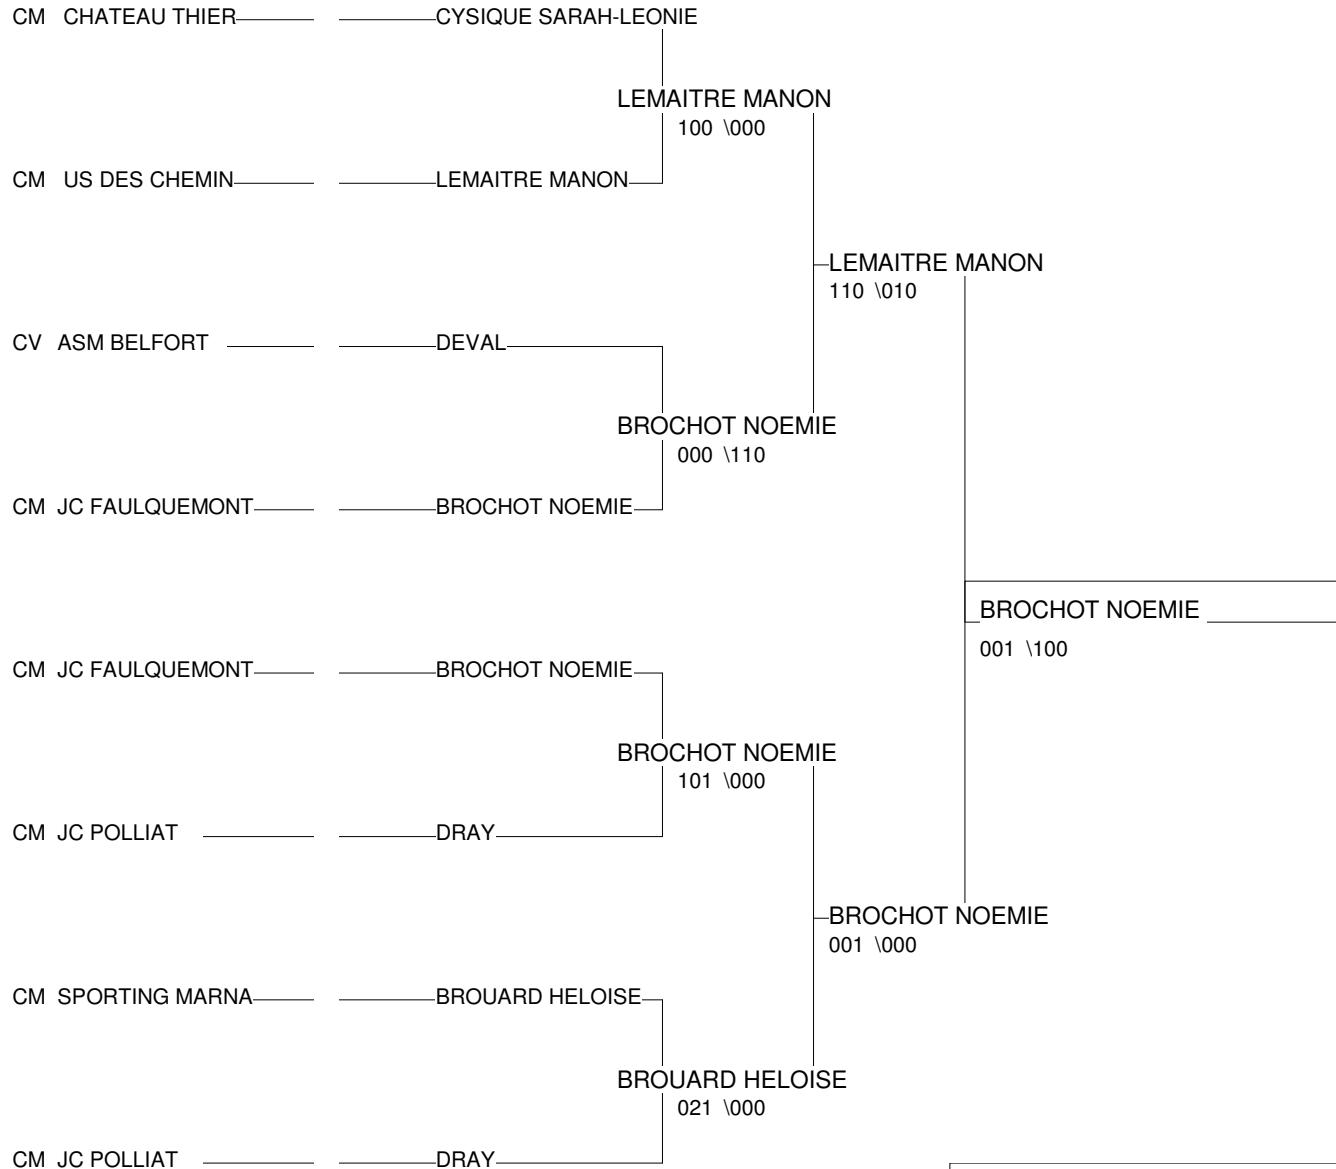 CM CHATEAU THIER CYSIQUE SARAH-LEONIE
LEMAITRE MANON
100 \000
CM US DES CHEMIN LEMAITRE MANON
LEMAITRE MANON
110 \010
CV ASM BELFORT DEVAL
BROCHOT NOEMIE
000 \110
CM JC FAULQUEMONT BROCHOT NOEMIE
BROCHOT NOEMIE
001 \100
CM JC FAULQUEMONT BROCHOT NOEMIE
BROCHOT NOEMIE
101 \000
CM JC POLLIAT DRAY
BROCHOT NOEMIE
001 \000
CM SPORTING MARNA BROUARD HELOISE
BROUARD HELOISE
021 \000
CM JC POLLIAT DRAY